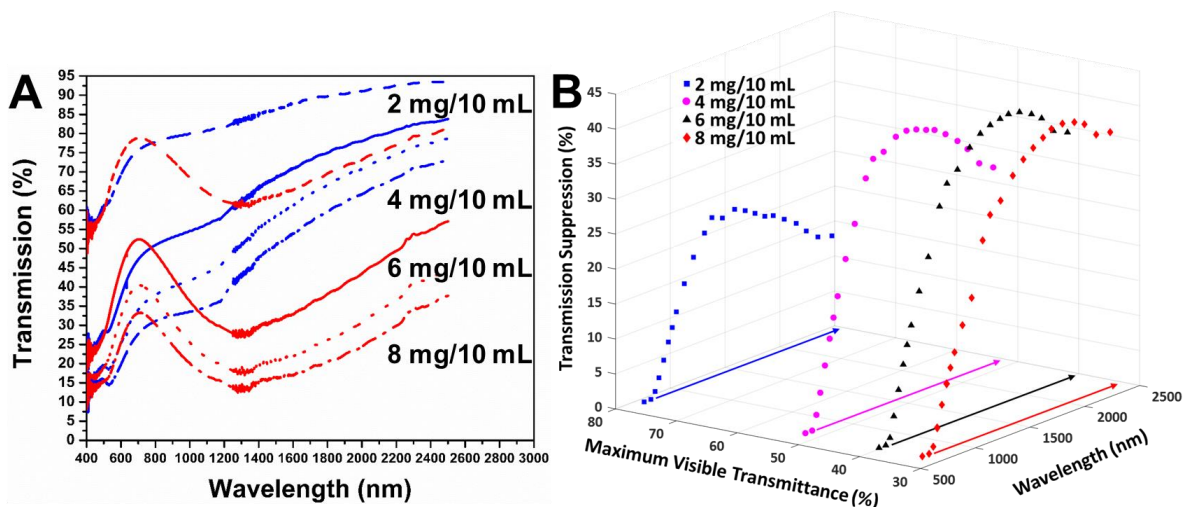 A
Transmission (%)
95
90
85
80
75
70
65
60
55
50
45
40
35
30
25
20
15
10
5
0
400 600 800 1000 1200 1400 1600 1800 2000 2200 2400 2600 2800 3000
Wavelength (nm)
2 mg/10 mL
4 mg/10 mL
6 mg/10 mL
8 mg/10 mL
B
2 mg/10 mL
4 mg/10 mL
6 mg/10 mL
8 mg/10 mL
Transmission Suppression (%)
45
40
35
30
25
20
15
10
5
0
80 70 60 50 40 30
Maximum Visible Transmittance (%)
500 1000 1500 2000 2500
Wavelength (nm)